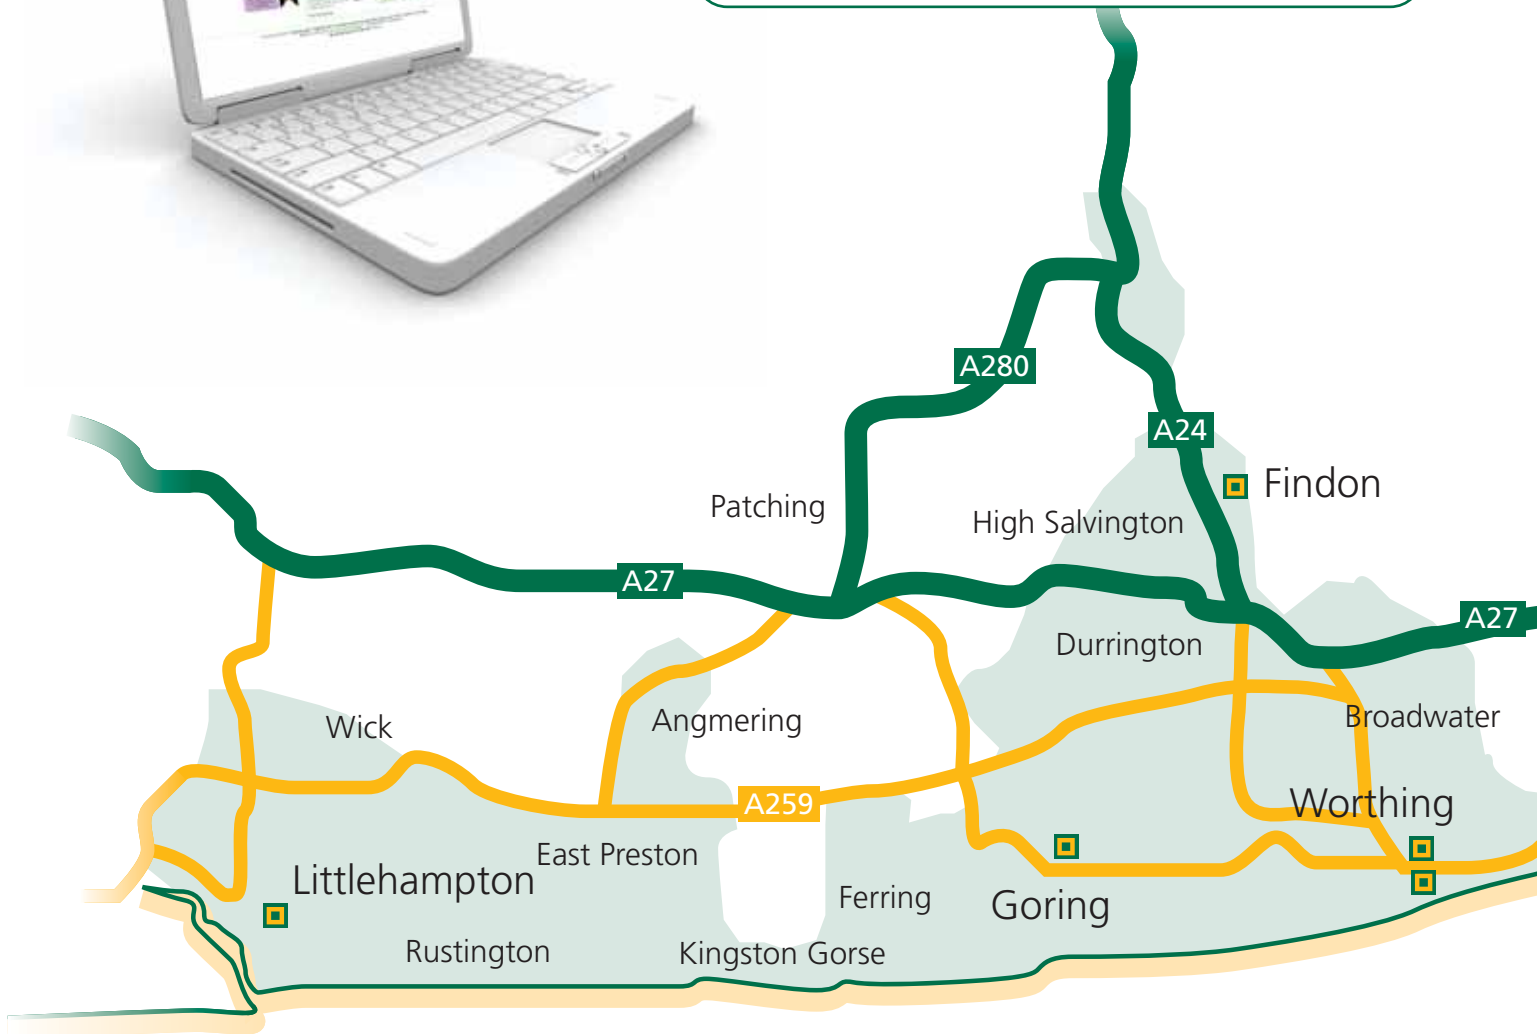 A280
A24
Findon
Patching
High Salvington
A27
A27
Durrington
Wick
Angmering
Broadwater
A259
Worthing
East Preston
Littlehampton
Ferring
Goring
Rustington
Kingston Gorse